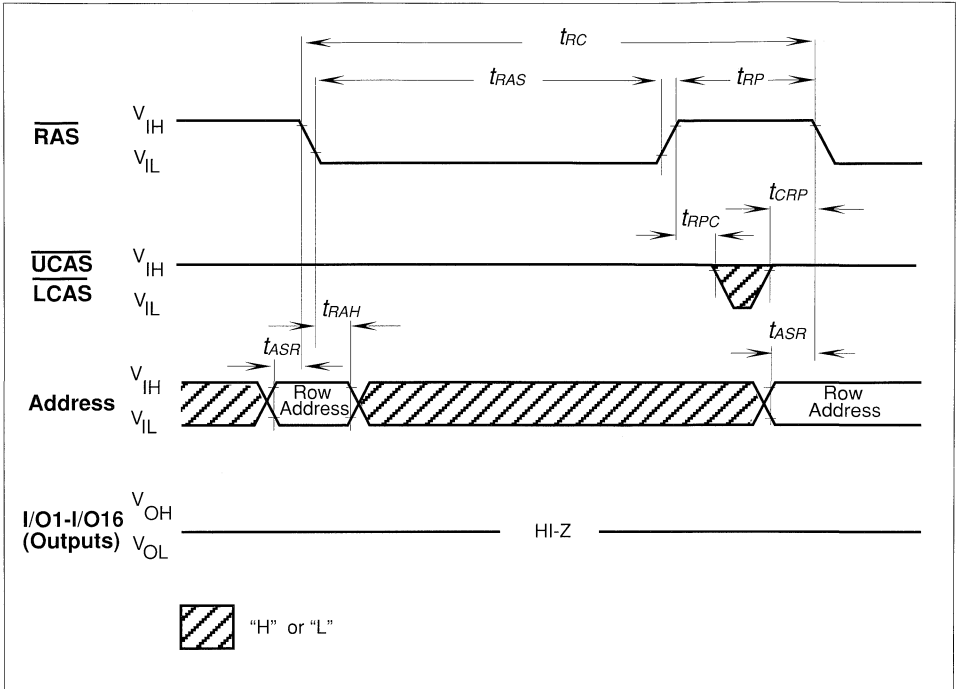 tRC
tRAS
tRP
RAS
VIH
VIL
tCRP
tRPC
UCAS
LCAS
VIH
VIL
tRAH
tASR
tASR
Address
VIH
VIL
Row
Address
Row
Address
I/O1-I/O16
(Outputs)
VOH
VOL
HI-Z
“H” or “L”